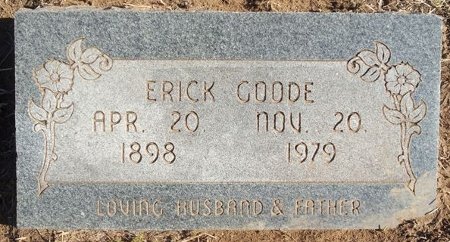 ERICK GOODE
APR. 20 NOV. 20
1898 1979
LOVING HUSBAND & FATHER